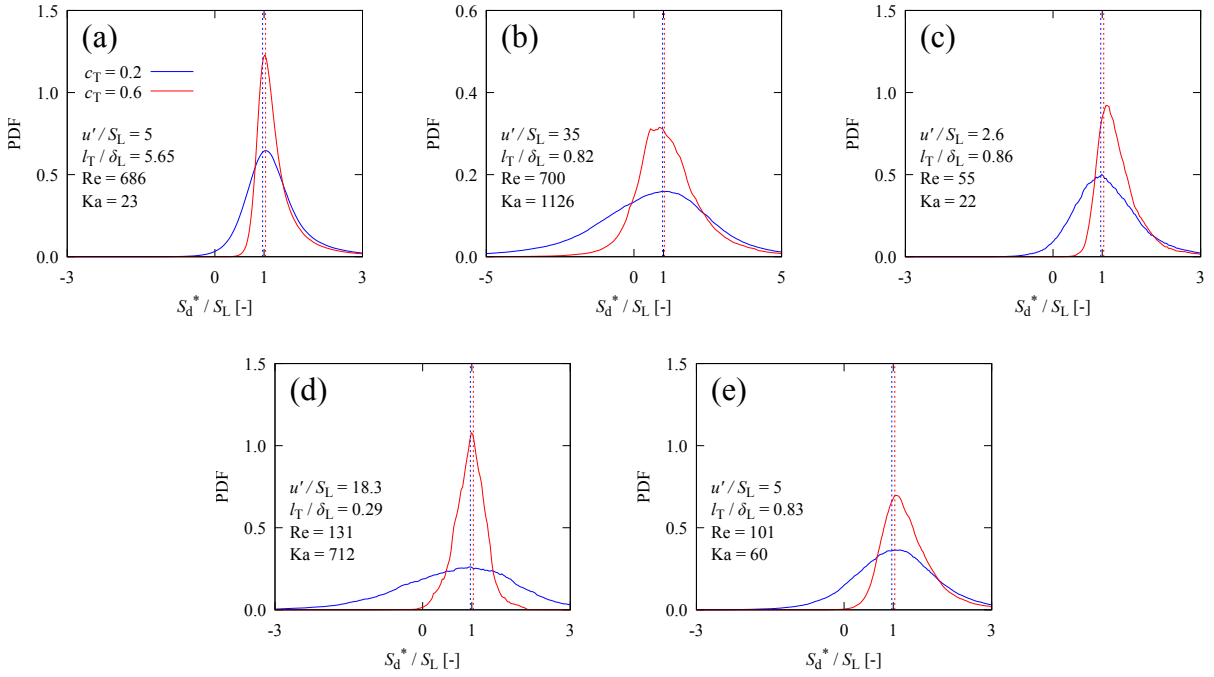 (a)
1.5
1.0
0.5
0.0
PDF
c_T = 0.2
c_T = 0.6
u′ / S_L = 5
l_T / δ_L = 5.65
Re = 686
Ka = 23
-3 0 1 3
S_d* / S_L [-]
(b)
0.6
0.4
0.2
0.0
PDF
u′ / S_L = 35
l_T / δ_L = 0.82
Re = 700
Ka = 1126
-5 0 1 5
S_d* / S_L [-]
(c)
1.5
1.0
0.5
0.0
PDF
u′ / S_L = 2.6
l_T / δ_L = 0.86
Re = 55
Ka = 22
-3 0 1 3
S_d* / S_L [-]
(d)
1.5
1.0
0.5
0.0
PDF
u′ / S_L = 18.3
l_T / δ_L = 0.29
Re = 131
Ka = 712
-3 0 1 3
S_d* / S_L [-]
(e)
1.5
1.0
0.5
0.0
PDF
u′ / S_L = 5
l_T / δ_L = 0.83
Re = 101
Ka = 60
-3 0 1 3
S_d* / S_L [-]